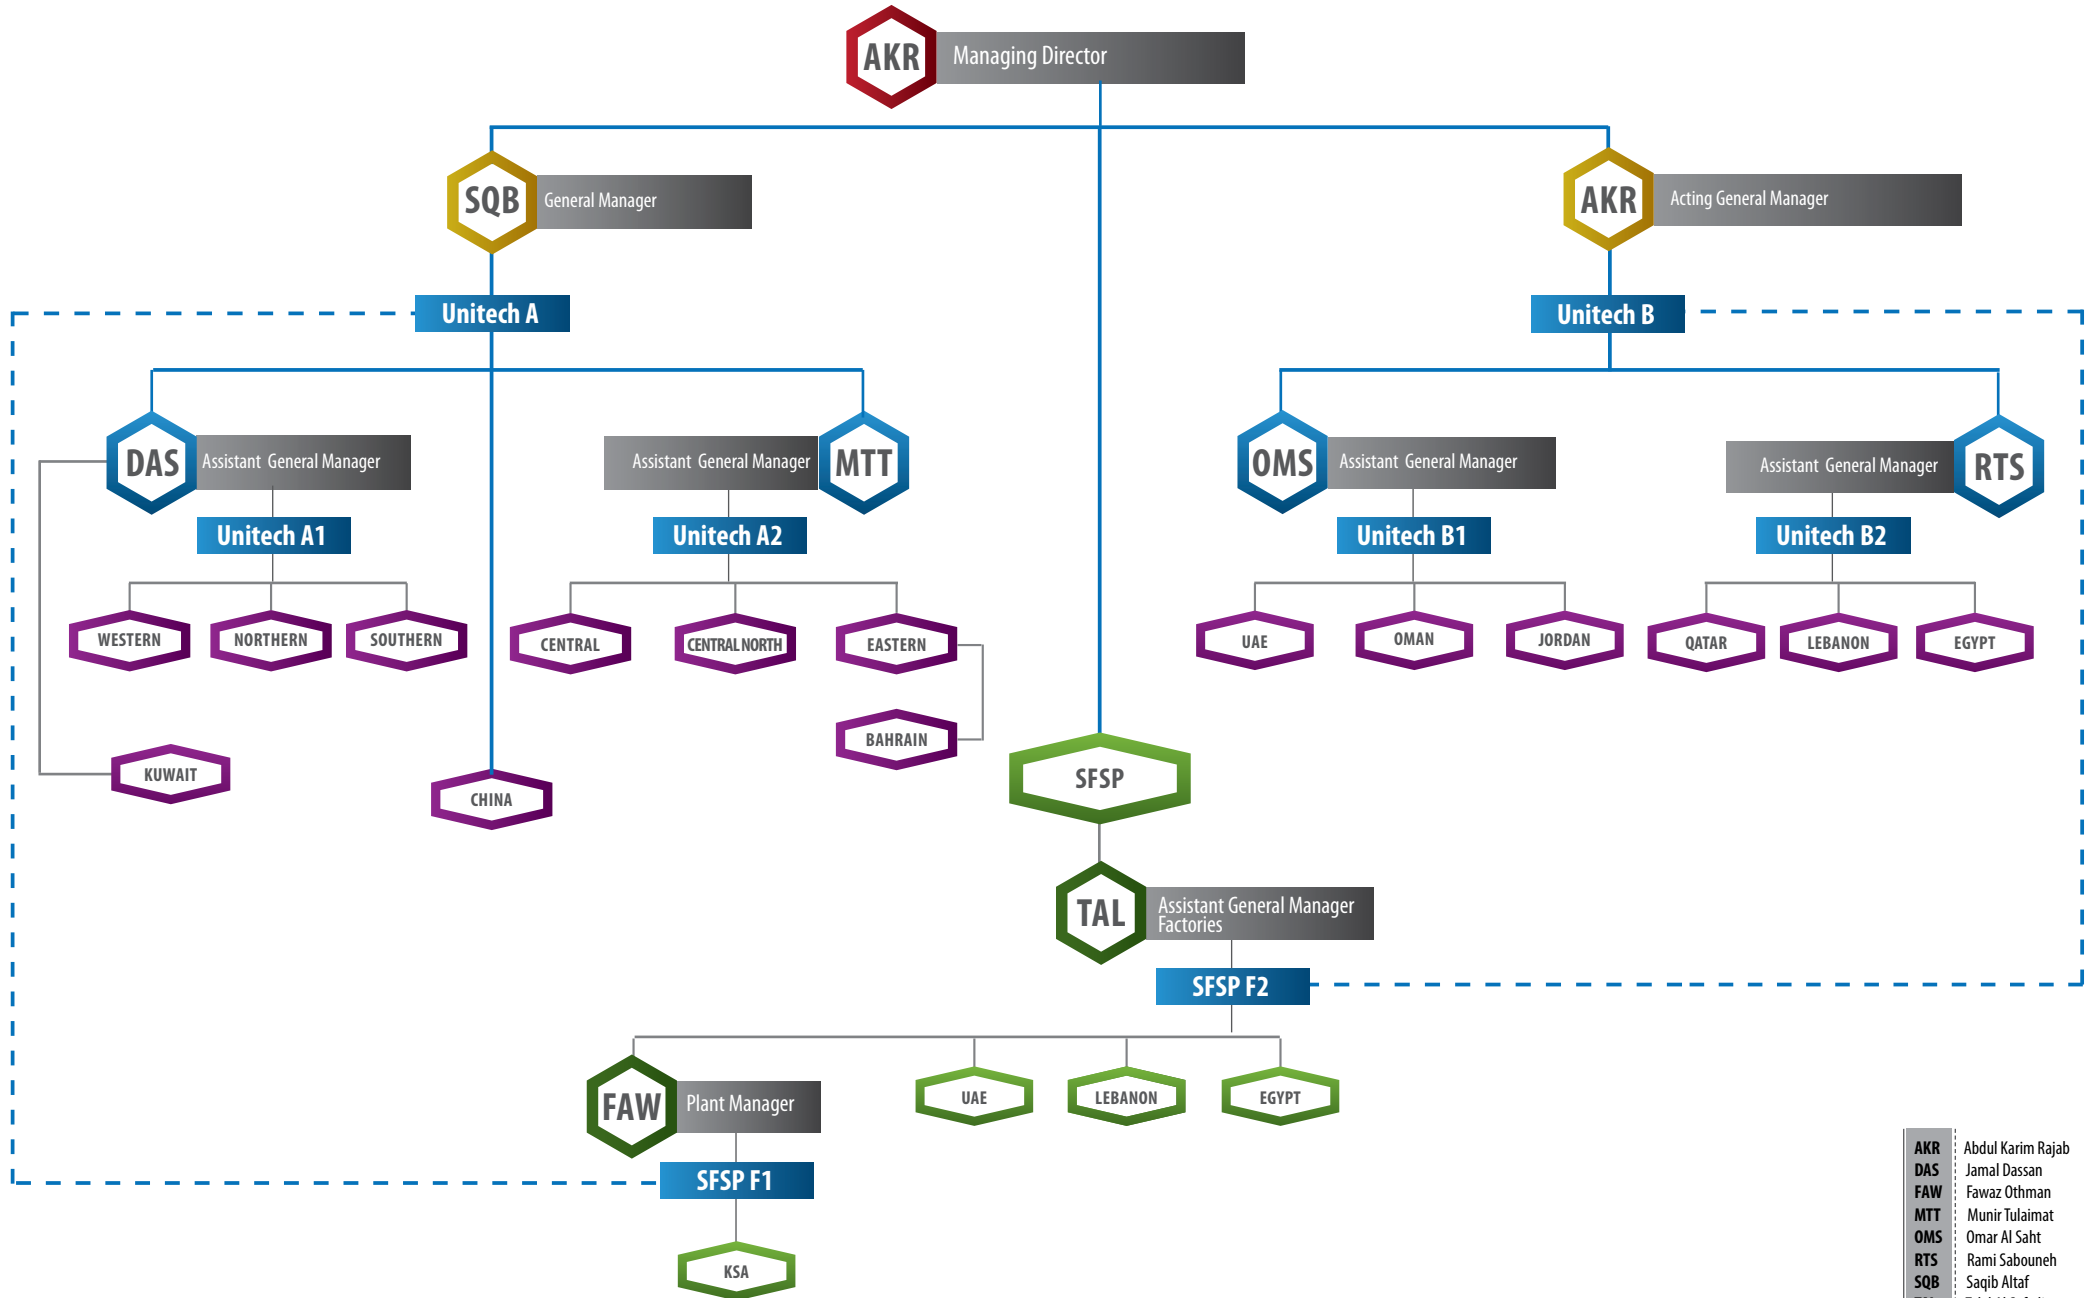 AKR
Managing Director
SQB
General Manager
AKR
Acting General Manager
Unitech A
Unitech B
DAS
Assistant General Manager
Assistant General Manager
MTT
OMS
Assistant General Manager
Assistant General Manager
RTS
Unitech A1
Unitech A2
Unitech B1
Unitech B2
WESTERN
NORTHERN
SOUTHERN
CENTRAL
CENTRAL NORTH
EASTERN
UAE
OMAN
JORDAN
QATAR
LEBANON
EGYPT
BAHRAIN
KUWAIT
CHINA
SFSP
TAL
Assistant General Manager
Factories
SFSP F2
FAW
Plant Manager
UAE
LEBANON
EGYPT
SFSP F1
KSA
AKR Abdul Karim Rajab
DAS Jamal Dassan
FAW Fawaz Othman
MTT Munir Tulaimat
OMS Omar Al Saht
RTS Rami Sabouneh
SQB Saqib Altaf